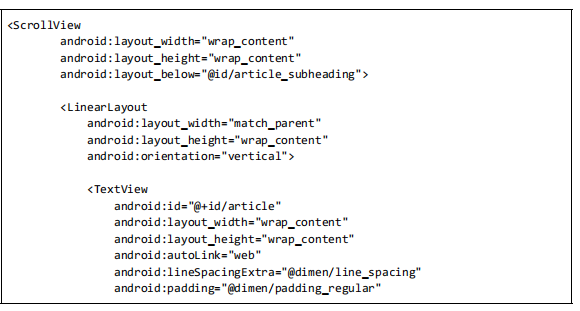 <ScrollView
        android:layout_width="wrap_content"
        android:layout_height="wrap_content"
        android:layout_below="@id/article_subheading">

        <LinearLayout
            android:layout_width="match_parent"
            android:layout_height="wrap_content"
            android:orientation="vertical">

            <TextView
                android:id="@+id/article"
                android:layout_width="wrap_content"
                android:layout_height="wrap_content"
                android:autoLink="web"
                android:lineSpacingExtra="@dimen/line_spacing"
                android:padding="@dimen/padding_regular"